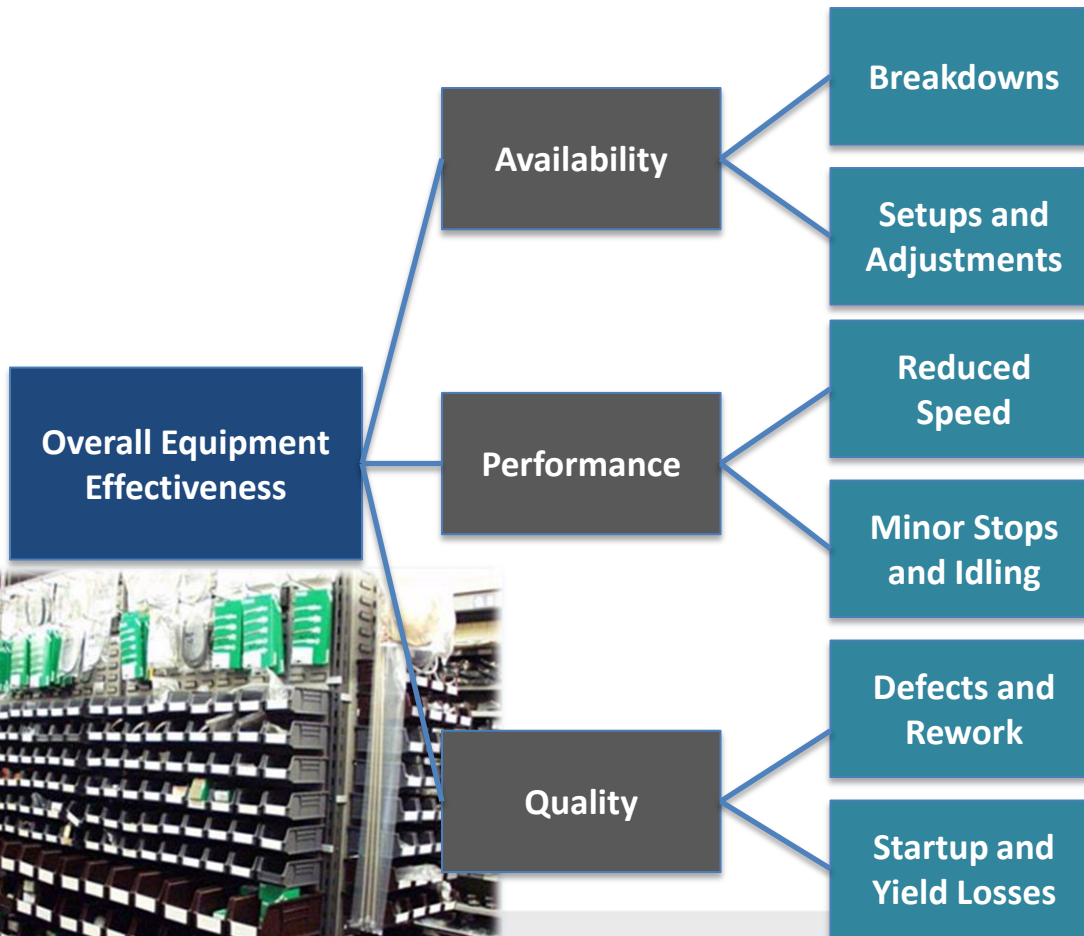 Overall Equipment
Effectiveness
Availability
Breakdowns
Setups and
Adjustments
Performance
Reduced
Speed
Minor Stops
and Idling
Quality
Defects and
Rework
Startup and
Yield Losses